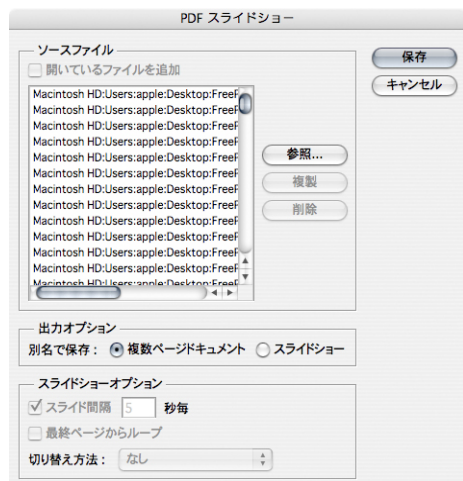 PDF スライドショー
ソースファイル
開いているファイルを追加
Macintosh HD:Users:apple:Desktop:FreeF
Macintosh HD:Users:apple:Desktop:FreeF
Macintosh HD:Users:apple:Desktop:FreeF
Macintosh HD:Users:apple:Desktop:FreeF
Macintosh HD:Users:apple:Desktop:FreeF
Macintosh HD:Users:apple:Desktop:FreeF
Macintosh HD:Users:apple:Desktop:FreeF
Macintosh HD:Users:apple:Desktop:FreeF
Macintosh HD:Users:apple:Desktop:FreeF
Macintosh HD:Users:apple:Desktop:FreeF
Macintosh HD:Users:apple:Desktop:FreeF
Macintosh HD:Users:apple:Desktop:FreeF
Macintosh HD:Users:apple:Desktop:FreeF
参照...
複製
削除
保存
キャンセル
出力オプション
別名で保存： 複数ページドキュメント スライドショー
スライドショーオプション
スライド間隔 5 秒毎
最終ページからループ
切り替え方法： なし